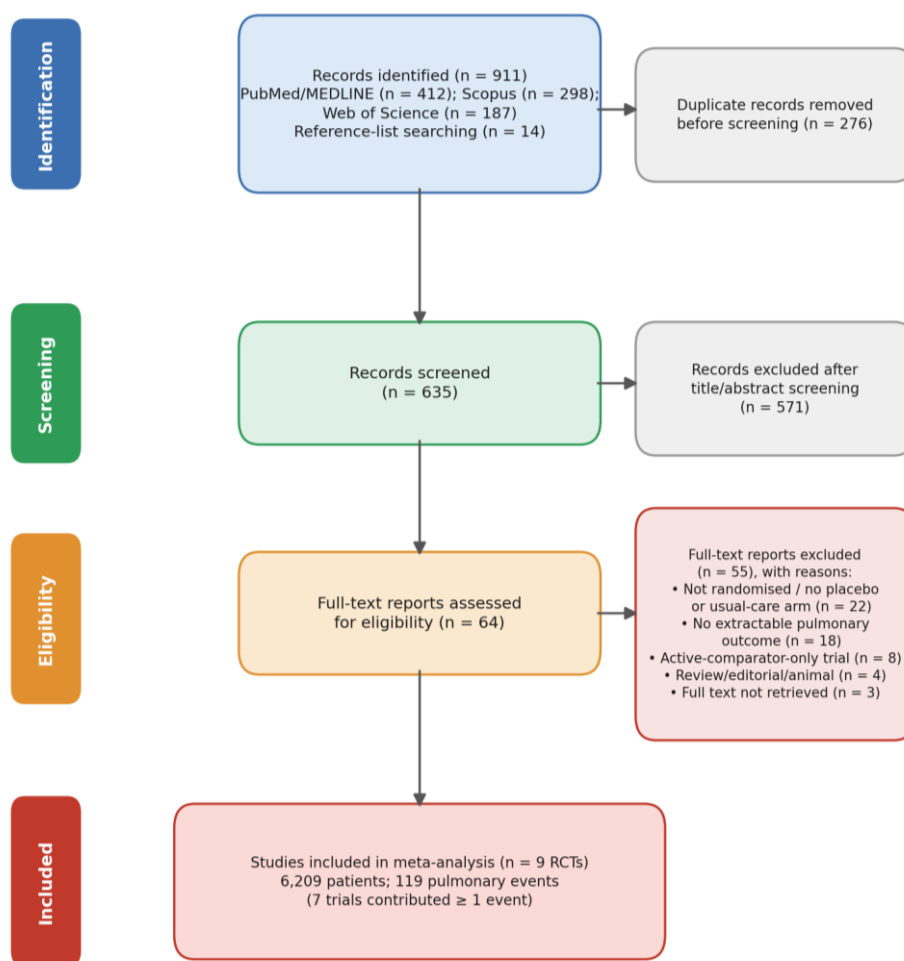 Identification
Records identified (n = 911)
PubMed/MEDLINE (n = 412); Scopus (n = 298);
Web of Science (n = 187)
Reference-list searching (n = 14)
Duplicate records removed
before screening (n = 276)
Screening
Records screened
(n = 635)
Records excluded after
title/abstract screening
(n = 571)
Eligibility
Full-text reports assessed
for eligibility (n = 64)
Full-text reports excluded
(n = 55), with reasons:
• Not randomised / no placebo
or usual-care arm (n = 22)
• No extractable pulmonary
outcome (n = 18)
• Active-comparator-only trial (n = 8)
• Review/editorial/animal (n = 4)
• Full text not retrieved (n = 3)
Included
Studies included in meta-analysis (n = 9 RCTs)
6,209 patients; 119 pulmonary events
(7 trials contributed ≥ 1 event)